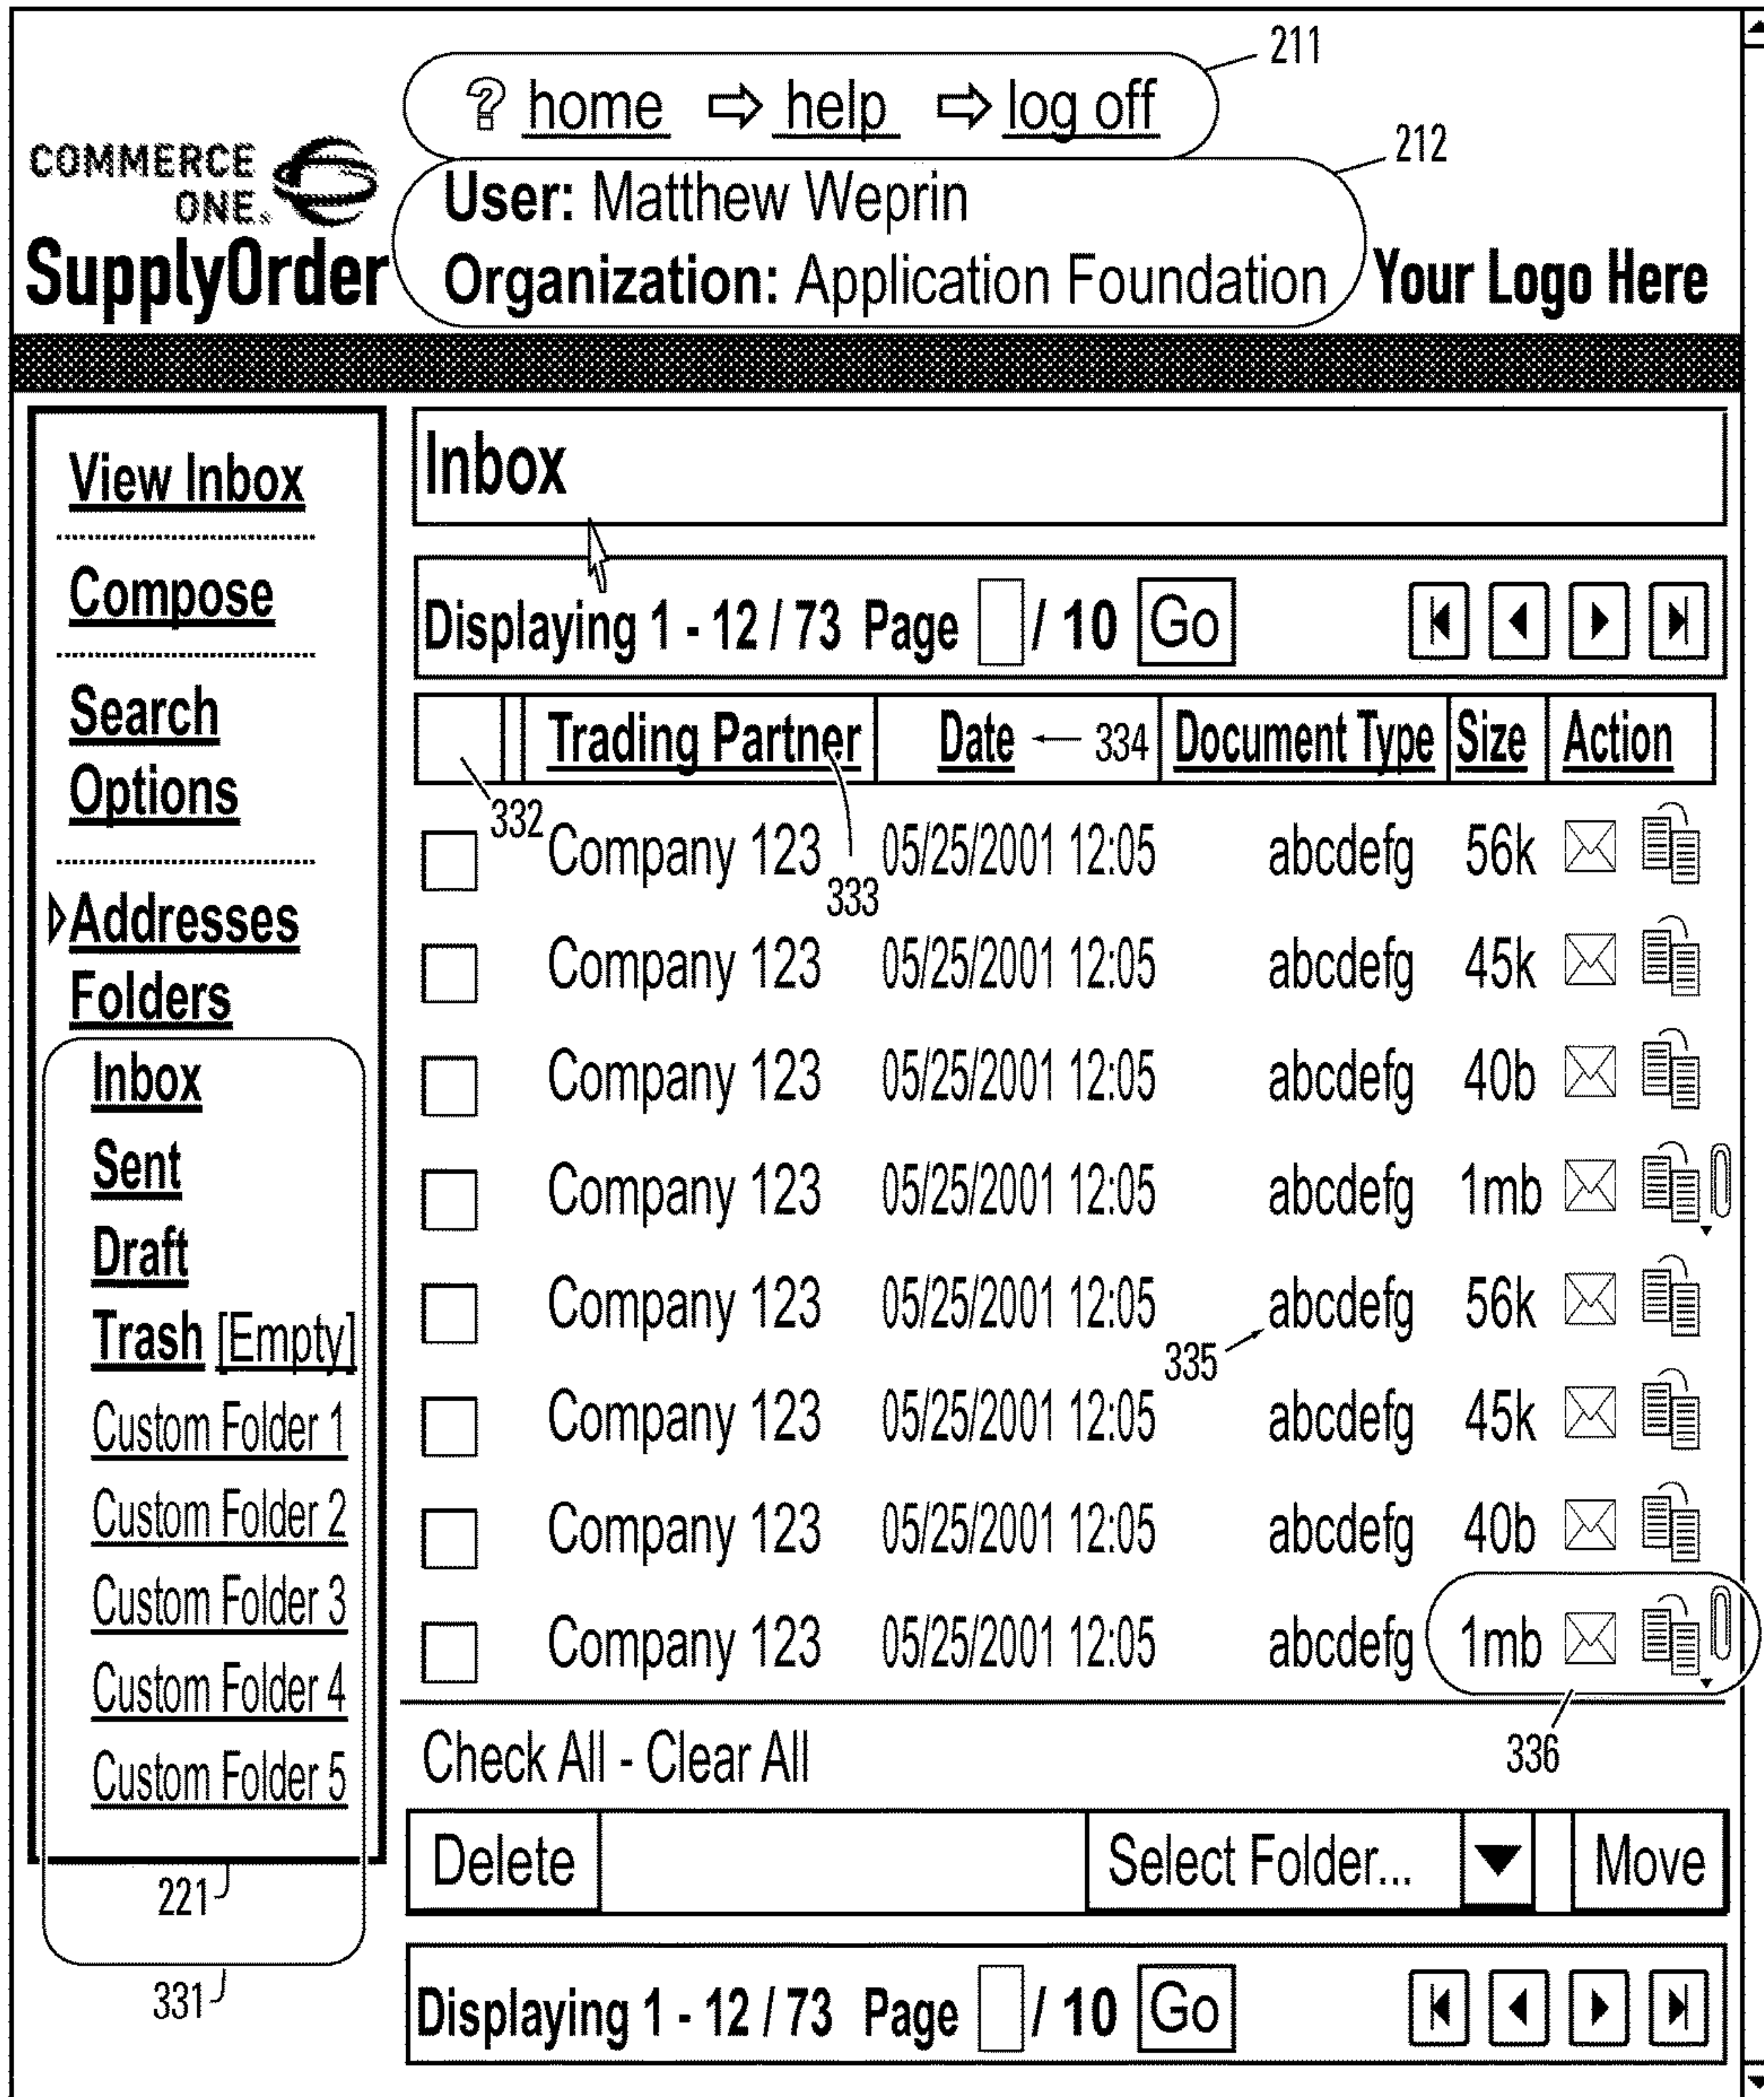 211
? home ⇨ help ⇨ log off
212
COMMERCE
ONE®
SupplyOrder
User: Matthew Weprin
Organization: Application Foundation
Your Logo Here
View Inbox
Compose
Search
Options
Addresses
Folders
Inbox
Sent
Draft
Trash [Empty]
Custom Folder 1
Custom Folder 2
Custom Folder 3
Custom Folder 4
Custom Folder 5
221
331
Inbox
Displaying 1 - 12 / 73 Page / 10 Go
Trading Partner Date 334 Document Type Size Action
332
Company 123 05/25/2001 12:05 abcdefg 56k
333
Company 123 05/25/2001 12:05 abcdefg 45k
Company 123 05/25/2001 12:05 abcdefg 40b
Company 123 05/25/2001 12:05 abcdefg 1mb
Company 123 05/25/2001 12:05 abcdefg 56k
335
Company 123 05/25/2001 12:05 abcdefg 45k
Company 123 05/25/2001 12:05 abcdefg 40b
Company 123 05/25/2001 12:05 abcdefg 1mb
336
Check All - Clear All
Delete Select Folder... Move
Displaying 1 - 12 / 73 Page / 10 Go